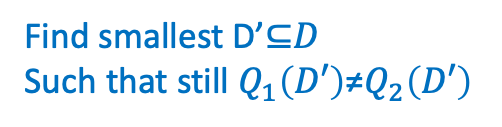 Find smallest D'⊆D
Such that still Q₁(D')≠Q₂(D')